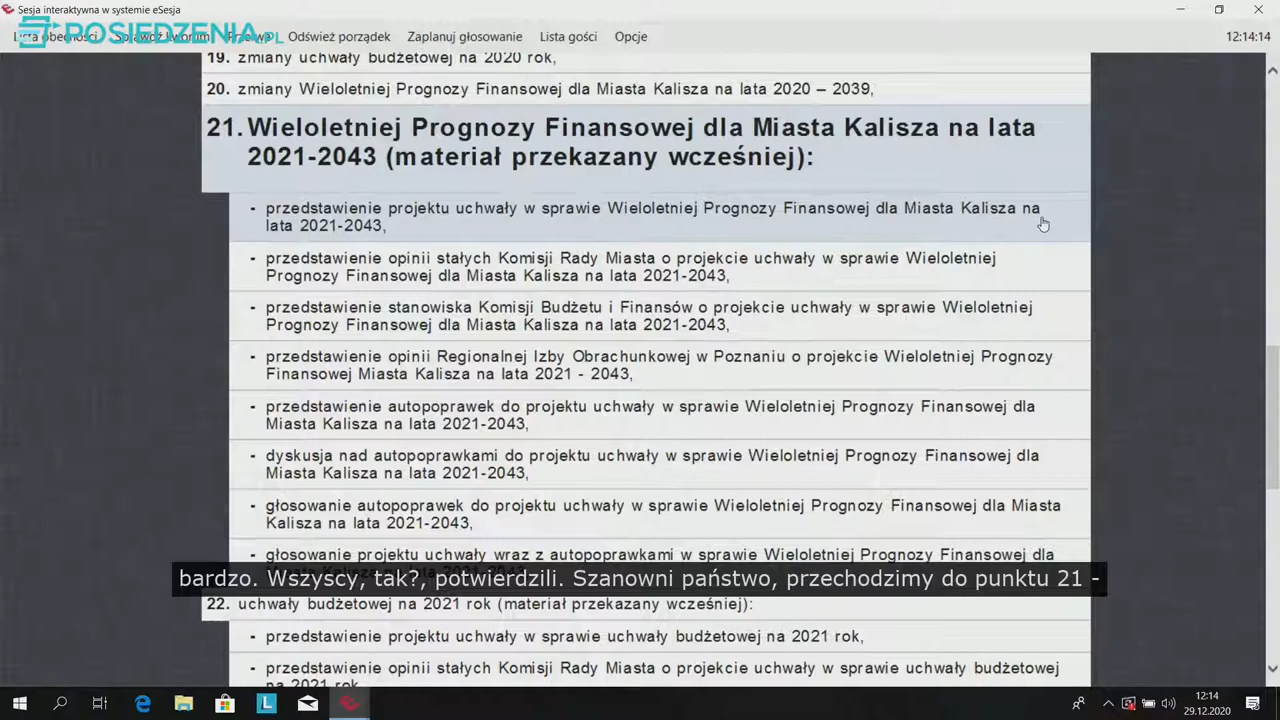 Sesja interaktywna w systemie eSesja
POSIEDZENIA.PL
Lista obecności Sprawdź kworum Przerwa Odśwież porządek Zaplanuj głosowanie Lista gości Opcje 12:14:14
19. zmiany uchwały budżetowej na 2020 rok,
20. zmiany Wieloletniej Prognozy Finansowej dla Miasta Kalisza na lata 2020 – 2039,
21. Wieloletniej Prognozy Finansowej dla Miasta Kalisza na lata
2021-2043 (materiał przekazany wcześniej):
- przedstawienie projektu uchwały w sprawie Wieloletniej Prognozy Finansowej dla Miasta Kalisza na
lata 2021-2043,
- przedstawienie opinii stałych Komisji Rady Miasta o projekcie uchwały w sprawie Wieloletniej
Prognozy Finansowej dla Miasta Kalisza na lata 2021-2043,
- przedstawienie stanowiska Komisji Budżetu i Finansów o projekcie uchwały w sprawie Wieloletniej
Prognozy Finansowej dla Miasta Kalisza na lata 2021-2043,
- przedstawienie opinii Regionalnej Izby Obrachunkowej w Poznaniu o projekcie Wieloletniej Prognozy
Finansowej Miasta Kalisza na lata 2021 - 2043,
- przedstawienie autopoprawek do projektu uchwały w sprawie Wieloletniej Prognozy Finansowej dla
Miasta Kalisza na lata 2021-2043,
- dyskusja nad autopoprawkami do projektu uchwały w sprawie Wieloletniej Prognozy Finansowej dla
Miasta Kalisza na lata 2021-2043,
- głosowanie autopoprawek do projektu uchwały w sprawie Wieloletniej Prognozy Finansowej dla Miasta
Kalisza na lata 2021-2043,
- głosowanie projektu uchwały wraz z autopoprawkami w sprawie Wieloletniej Prognozy Finansowej dla
bardzo. Wszyscy, tak?, potwierdzili. Szanowni państwo, przechodzimy do punktu 21 -
22. uchwały budżetowej na 2021 rok (materiał przekazany wcześniej):
- przedstawienie projektu uchwały w sprawie uchwały budżetowej na 2021 rok,
- przedstawienie opinii stałych Komisji Rady Miasta o projekcie uchwały w sprawie uchwały budżetowej
na 2021 rok
12:14
29.12.2020